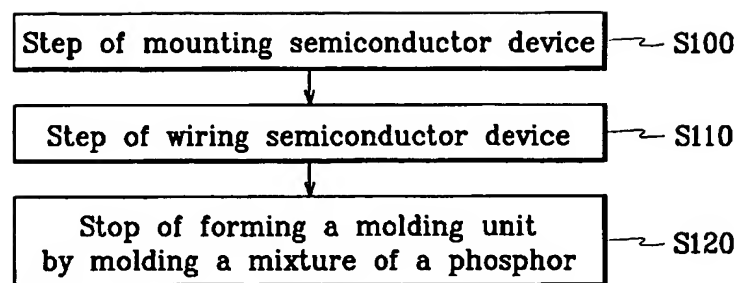 Step of mounting semiconductor device
S100
Step of wiring semiconductor device
S110
Stop of forming a molding unit
by molding a mixture of a phosphor
S120